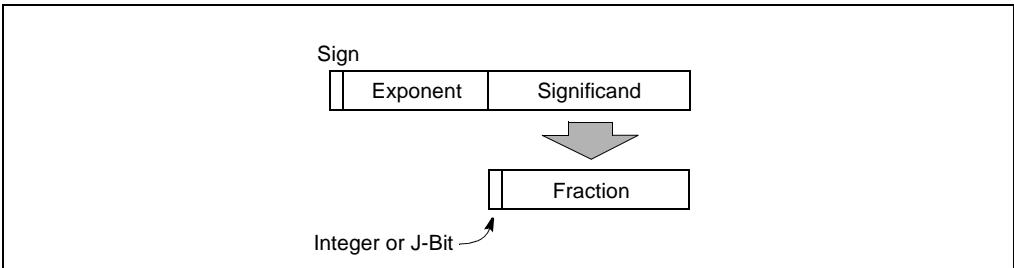 Sign
Exponent Significand
Fraction
Integer or J-Bit